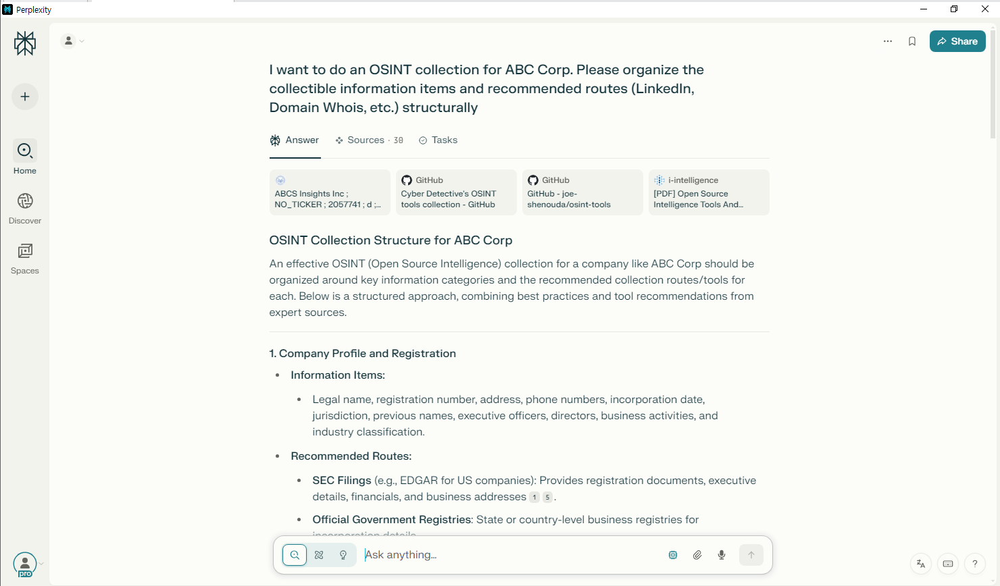 Perplexity
Share
I want to do an OSINT collection for ABC Corp. Please organize the
collectible information items and recommended routes (LinkedIn,
Domain Whois, etc.) structurally
Answer
Sources · 30
Tasks
Home
Discover
Spaces
ABCS Insights Inc ;
NO_TICKER ; 2057741 ; d ;...
GitHub
Cyber Detective's OSINT
tools collection - GitHub
GitHub
GitHub - joe-
shenouda/osint-tools
i-intelligence
[PDF] Open Source
Intelligence Tools And...
OSINT Collection Structure for ABC Corp
An effective OSINT (Open Source Intelligence) collection for a company like ABC Corp should be
organized around key information categories and the recommended collection routes/tools for
each. Below is a structured approach, combining best practices and tool recommendations from
expert sources.
1. Company Profile and Registration
• Information Items:
• Legal name, registration number, address, phone numbers, incorporation date,
jurisdiction, previous names, executive officers, directors, business activities, and
industry classification.
• Recommended Routes:
• SEC Filings (e.g., EDGAR for US companies): Provides registration documents, executive
details, financials, and business addresses 1 5 .
• Official Government Registries: State or country-level business registries for
incorporation details.
Ask anything...
pro
?